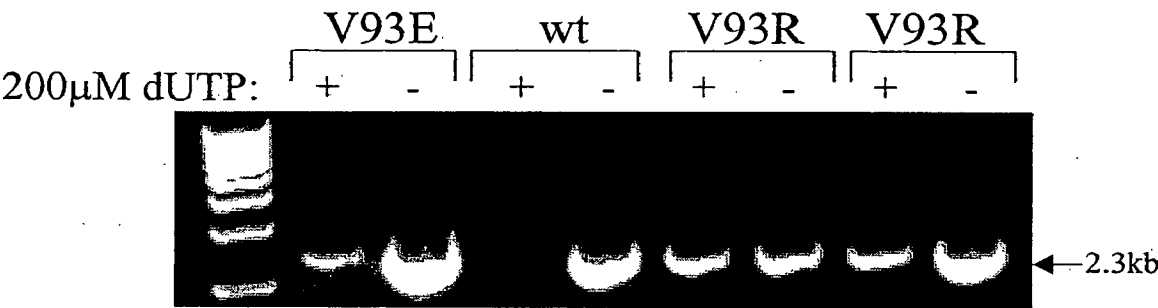 V93E wt V93R V93R
200μM dUTP: + - + - + - + -
2.3kb